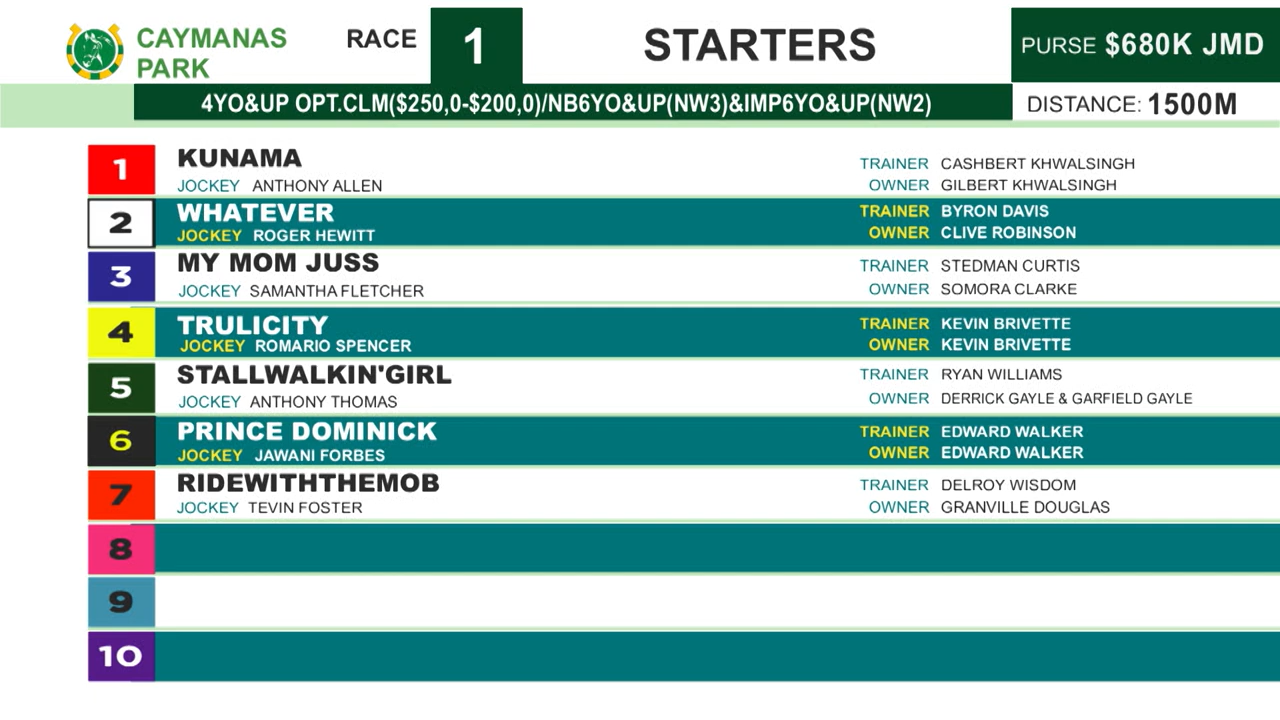 CAYMANAS
PARK
RACE 1
STARTERS
PURSE $680K JMD
4YO&UP OPT.CLM($250,0-$200,0)/NB6YO&UP(NW3)&IMP6YO&UP(NW2)
DISTANCE: 1500M
1 KUNAMA
JOCKEY ANTHONY ALLEN
TRAINER CASHBERT KHWALSINGH
OWNER GILBERT KHWALSINGH
2 WHATEVER
JOCKEY ROGER HEWITT
TRAINER BYRON DAVIS
OWNER CLIVE ROBINSON
3 MY MOM JUSS
JOCKEY SAMANTHA FLETCHER
TRAINER STEDMAN CURTIS
OWNER SOMORA CLARKE
4 TRULICITY
JOCKEY ROMARIO SPENCER
TRAINER KEVIN BRIVETTE
OWNER KEVIN BRIVETTE
5 STALLWALKIN'GIRL
JOCKEY ANTHONY THOMAS
TRAINER RYAN WILLIAMS
OWNER DERRICK GAYLE & GARFIELD GAYLE
6 PRINCE DOMINICK
JOCKEY JAWANI FORBES
TRAINER EDWARD WALKER
OWNER EDWARD WALKER
7 RIDEWITHTHEMOB
JOCKEY TEVIN FOSTER
TRAINER DELROY WISDOM
OWNER GRANVILLE DOUGLAS
8
9
10